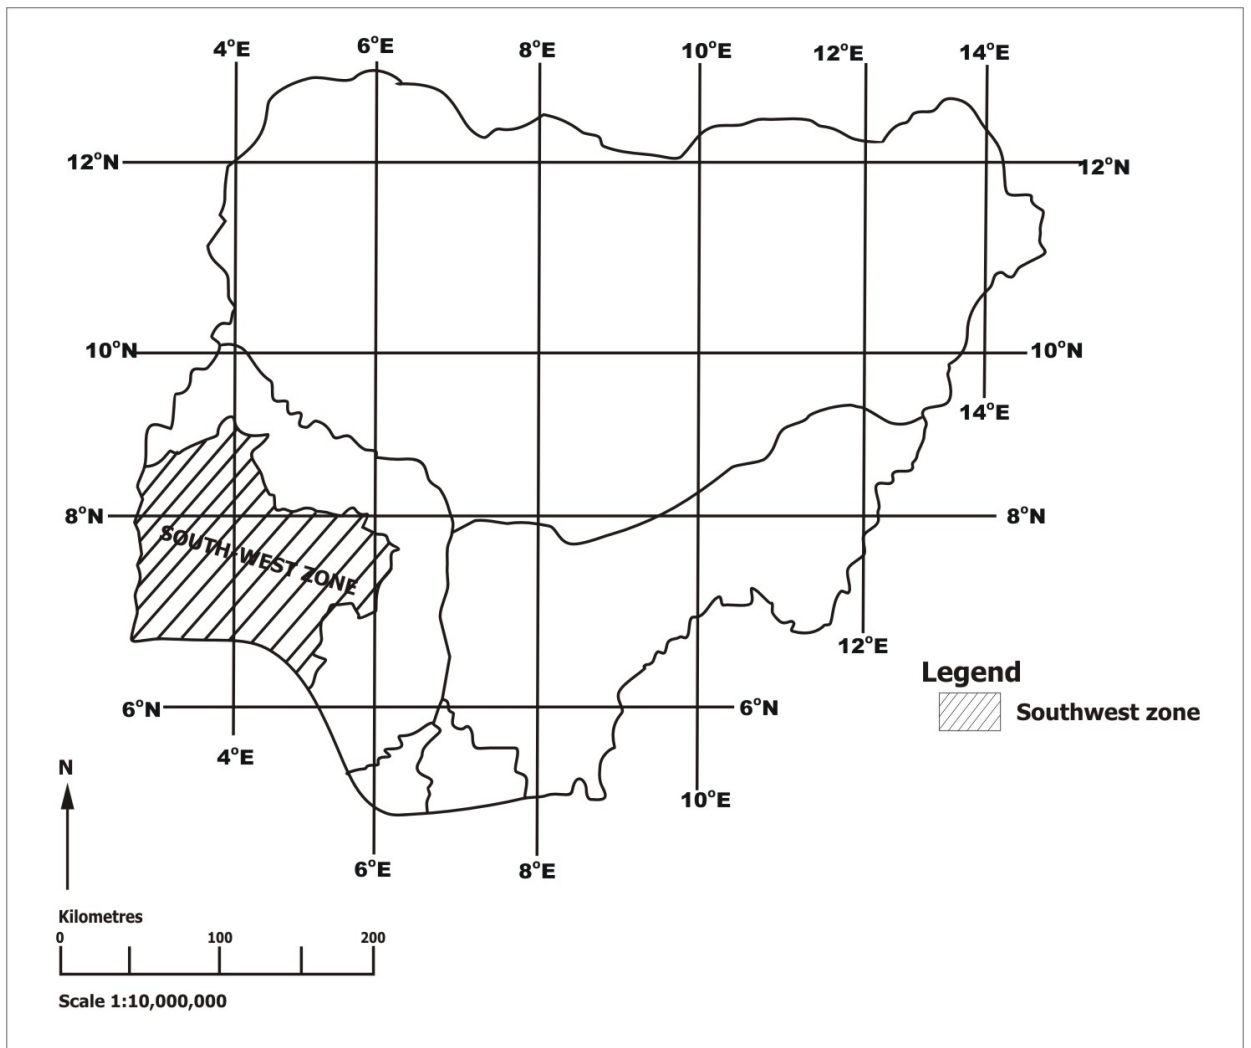 4°E 6°E 8°E 10°E 12°E 14°E
12°N 12°N
10°N 10°N
14°E
8°N 8°N
SOUTH-WEST ZONE
12°E
Legend
Southwest zone
6°N 6°N
4°E
N
10°E
6°E 8°E
Kilometres
0 100 200
Scale 1:10,000,000